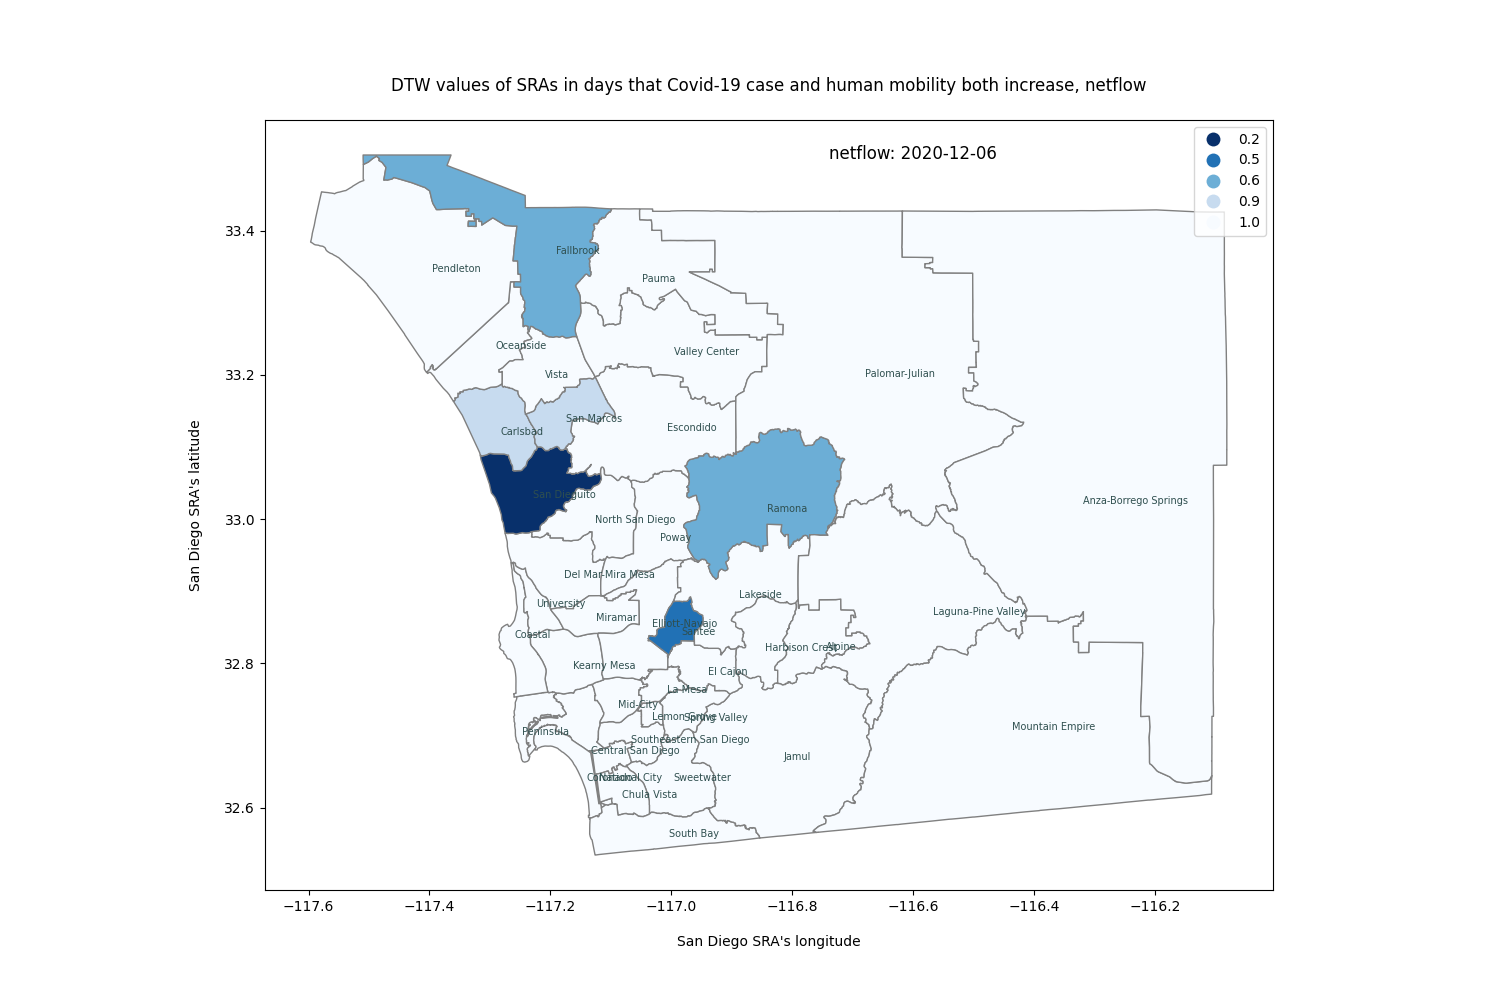 DTW values of SRAs in days that Covid-19 case and human mobility both increase, netflow
netflow: 2020-12-06
0.2
0.5
0.6
0.9
1.0
San Diego SRA's latitude
33.4
33.2
33.0
32.8
32.6
Fallbrook
Pendleton
Pauma
Oceanside
Valley Center
Vista
Palomar-Julian
San Marcos
Carlsbad
Escondido
San Dieguito
Anza-Borrego Springs
Ramona
North San Diego
Poway
Del Mar-Mira Mesa
Lakeside
University
Laguna-Pine Valley
Miramar
Elliott-Navajo
Santee
Coastal
Harbison Crest
Alpine
Kearny Mesa
El Cajon
La Mesa
Mid-City
Lemon Grove
Spring Valley
Mountain Empire
Peninsula
Southeastern San Diego
Central San Diego
Jamul
Coronado
National City
Sweetwater
Chula Vista
South Bay
−117.6
−117.4
−117.2
−117.0
−116.8
−116.6
−116.4
−116.2
San Diego SRA's longitude